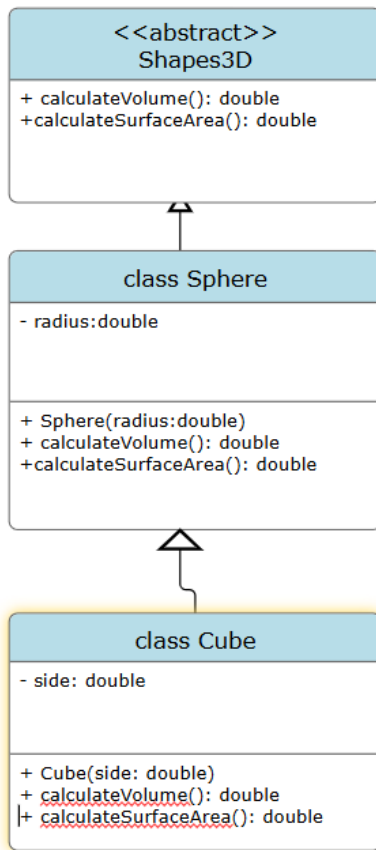 <<abstract>>
Shapes3D
+ calculateVolume(): double
+calculateSurfaceArea(): double
class Sphere
- radius:double
+ Sphere(radius:double)
+ calculateVolume(): double
+calculateSurfaceArea(): double
class Cube
- side: double
+ Cube(side: double)
+ calculateVolume(): double
+ calculateSurfaceArea(): double